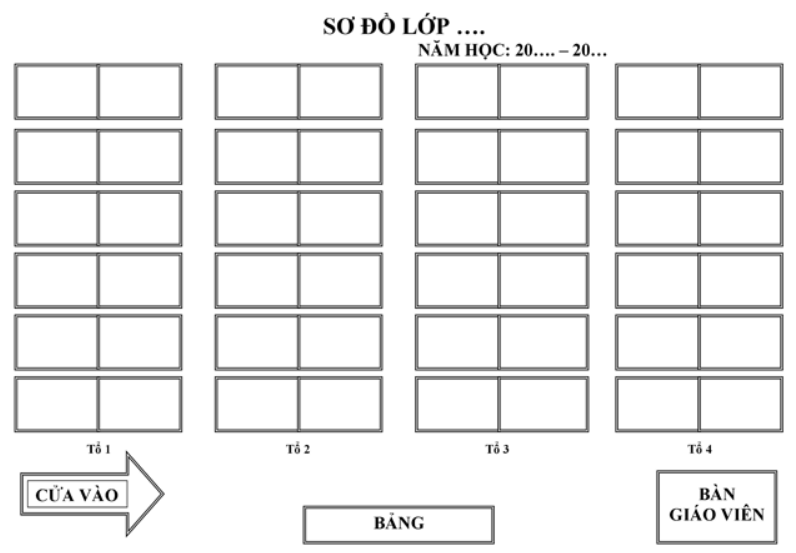 SƠ ĐỒ LỚP ....
NĂM HỌC: 20.... – 20...
Tổ 1
Tổ 2
Tổ 3
Tổ 4
CỬA VÀO
BẢNG
BÀN
GIÁO VIÊN